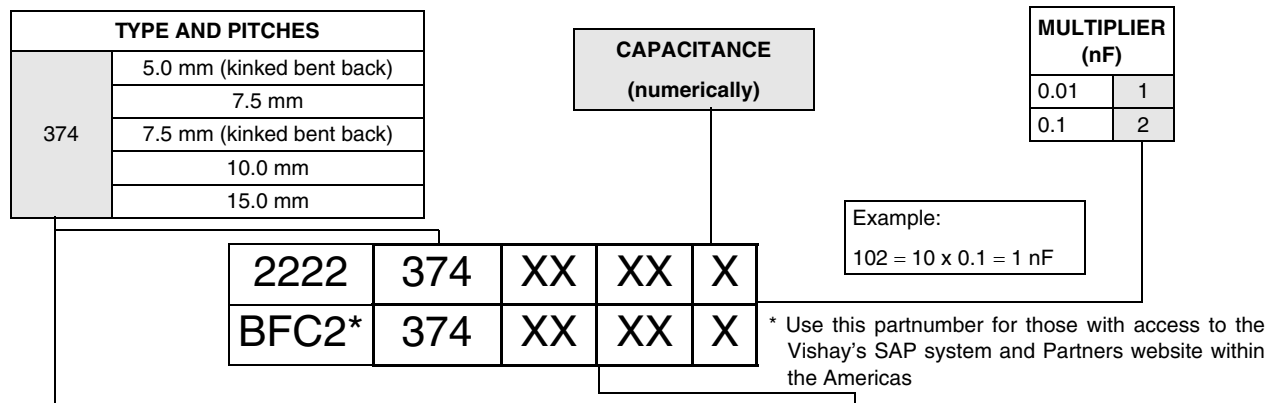 TYPE AND PITCHES
374
5.0 mm (kinked bent back)
7.5 mm
7.5 mm (kinked bent back)
10.0 mm
15.0 mm
CAPACITANCE
(numerically)
MULTIPLIER
(nF)
0.01 1
0.1 2
Example:
102 = 10 x 0.1 = 1 nF
2222 374 XX XX X
BFC2* 374 XX XX X
* Use this partnumber for those with access to the
Vishay's SAP system and Partners website within
the Americas